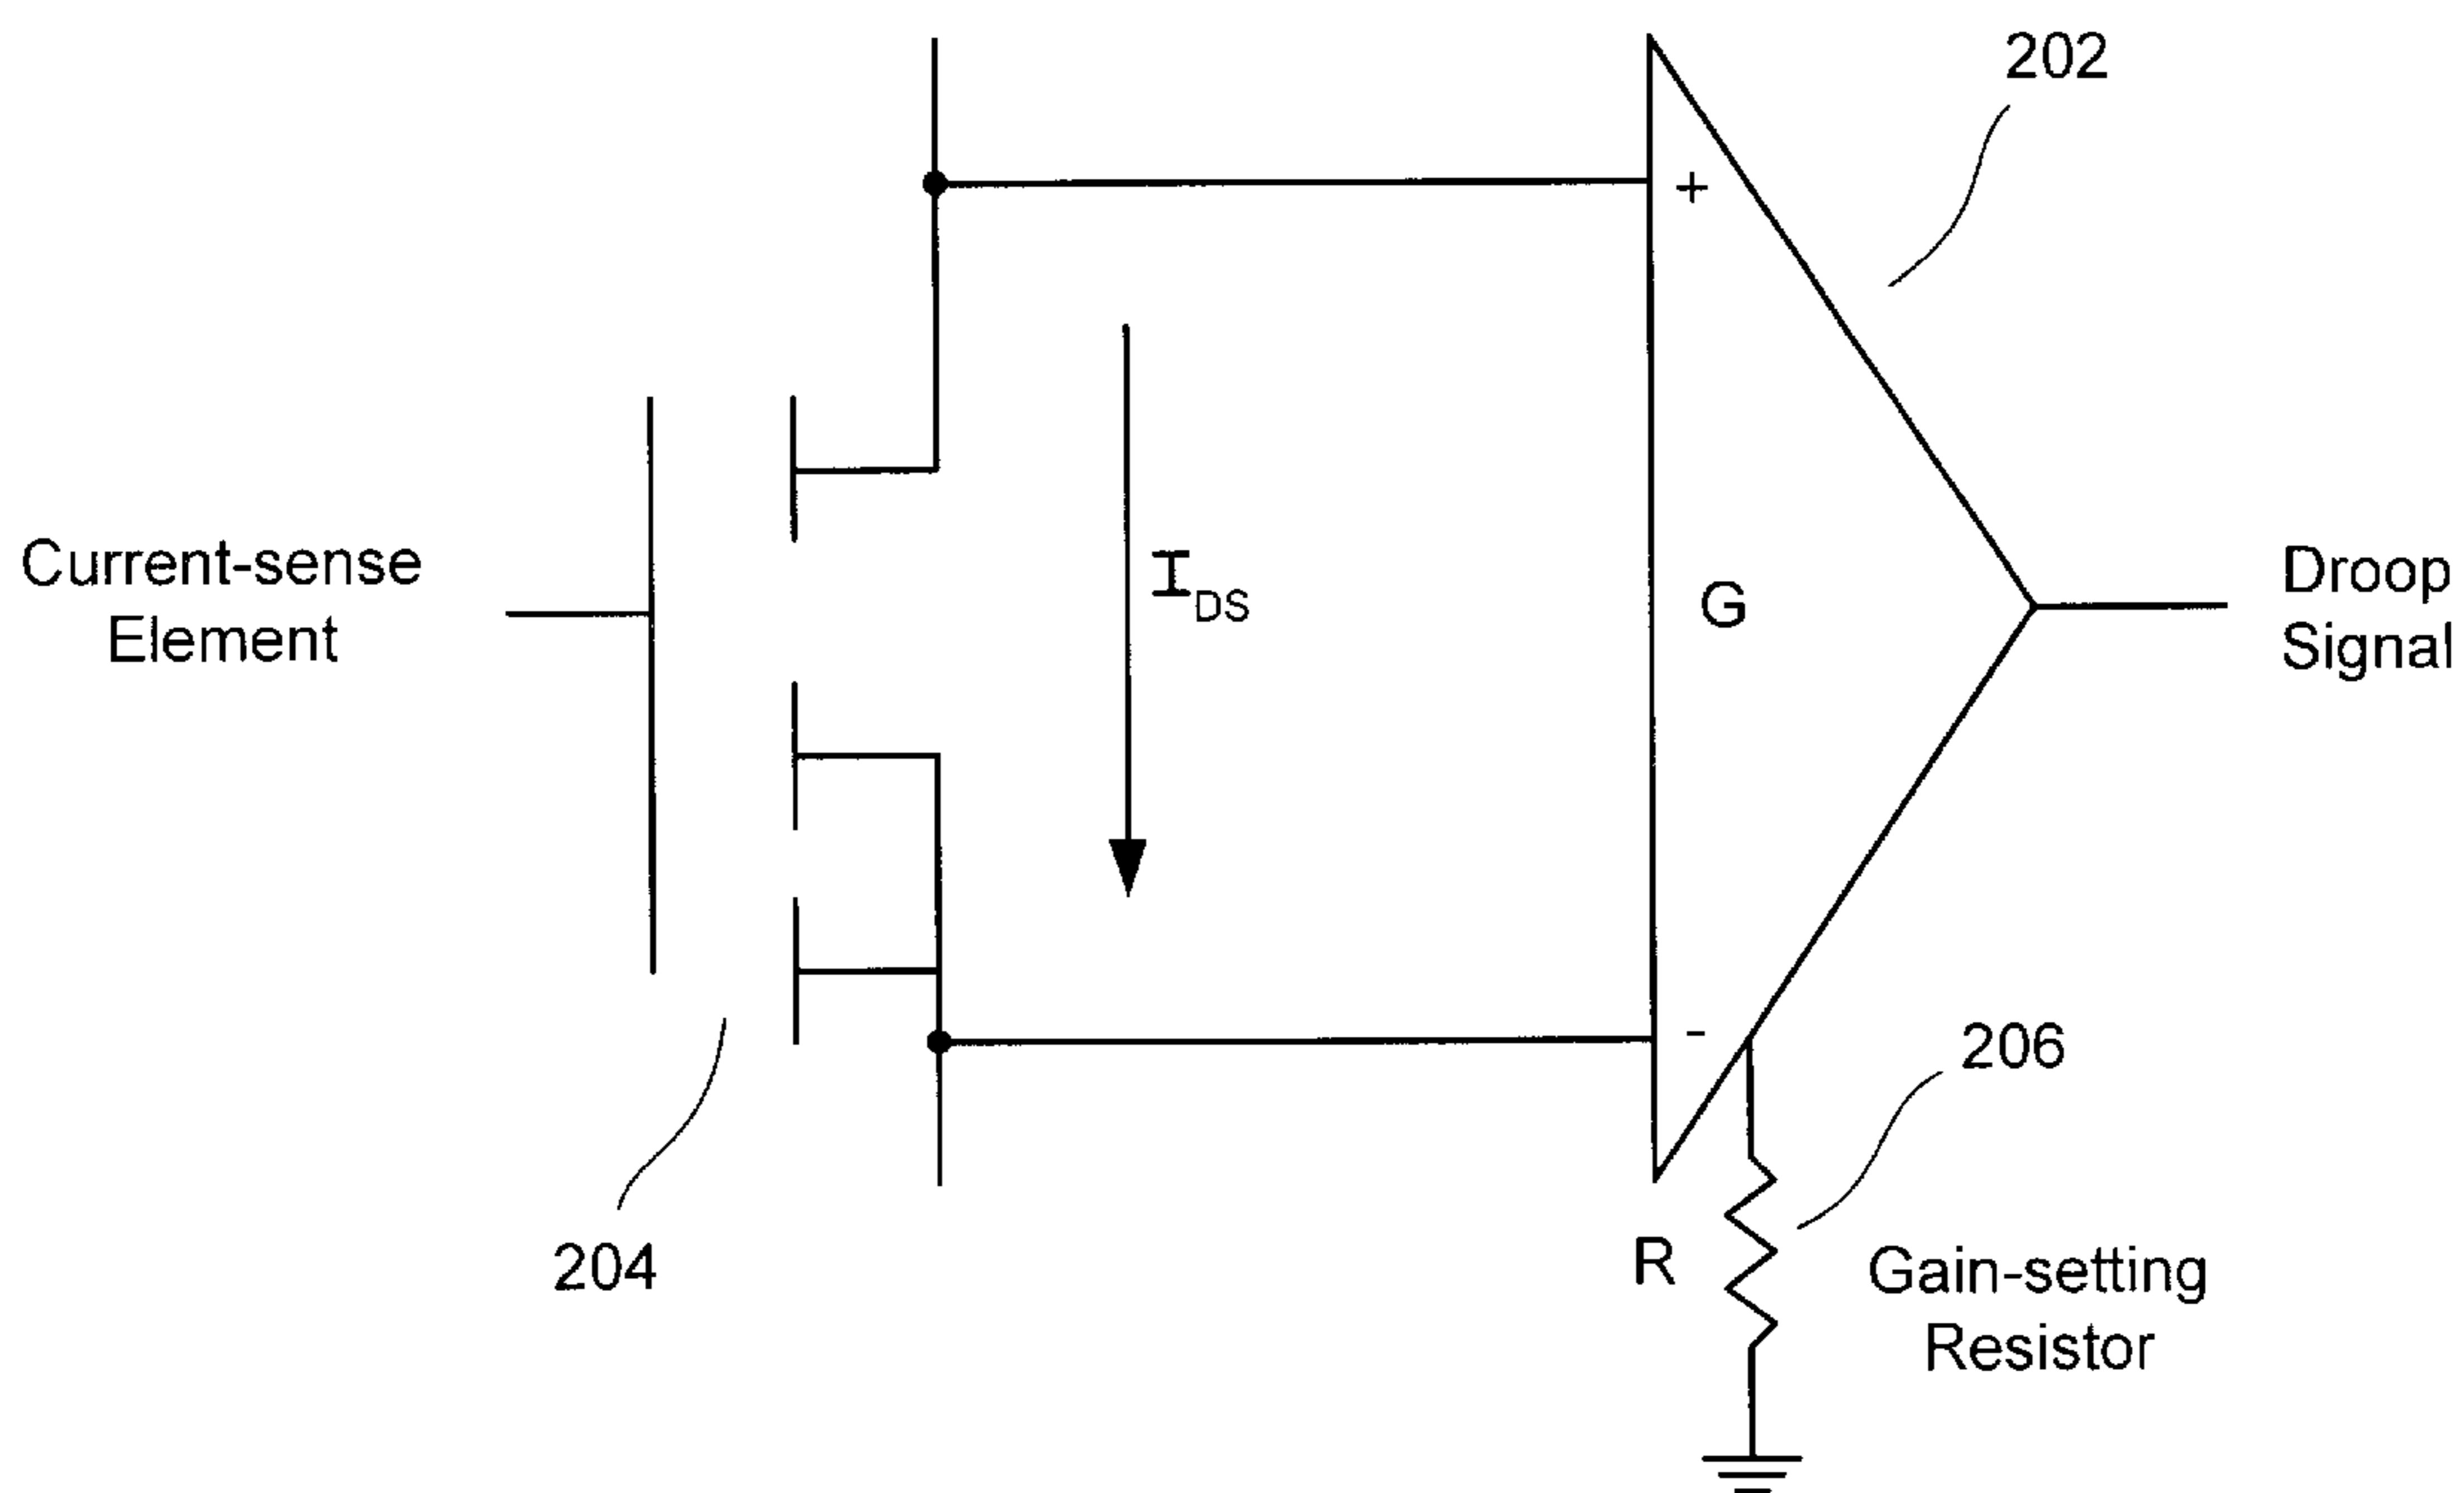 202
+
Current-sense
Element
I_DS
G
Droop
Signal
-
206
204
R
Gain-setting
Resistor